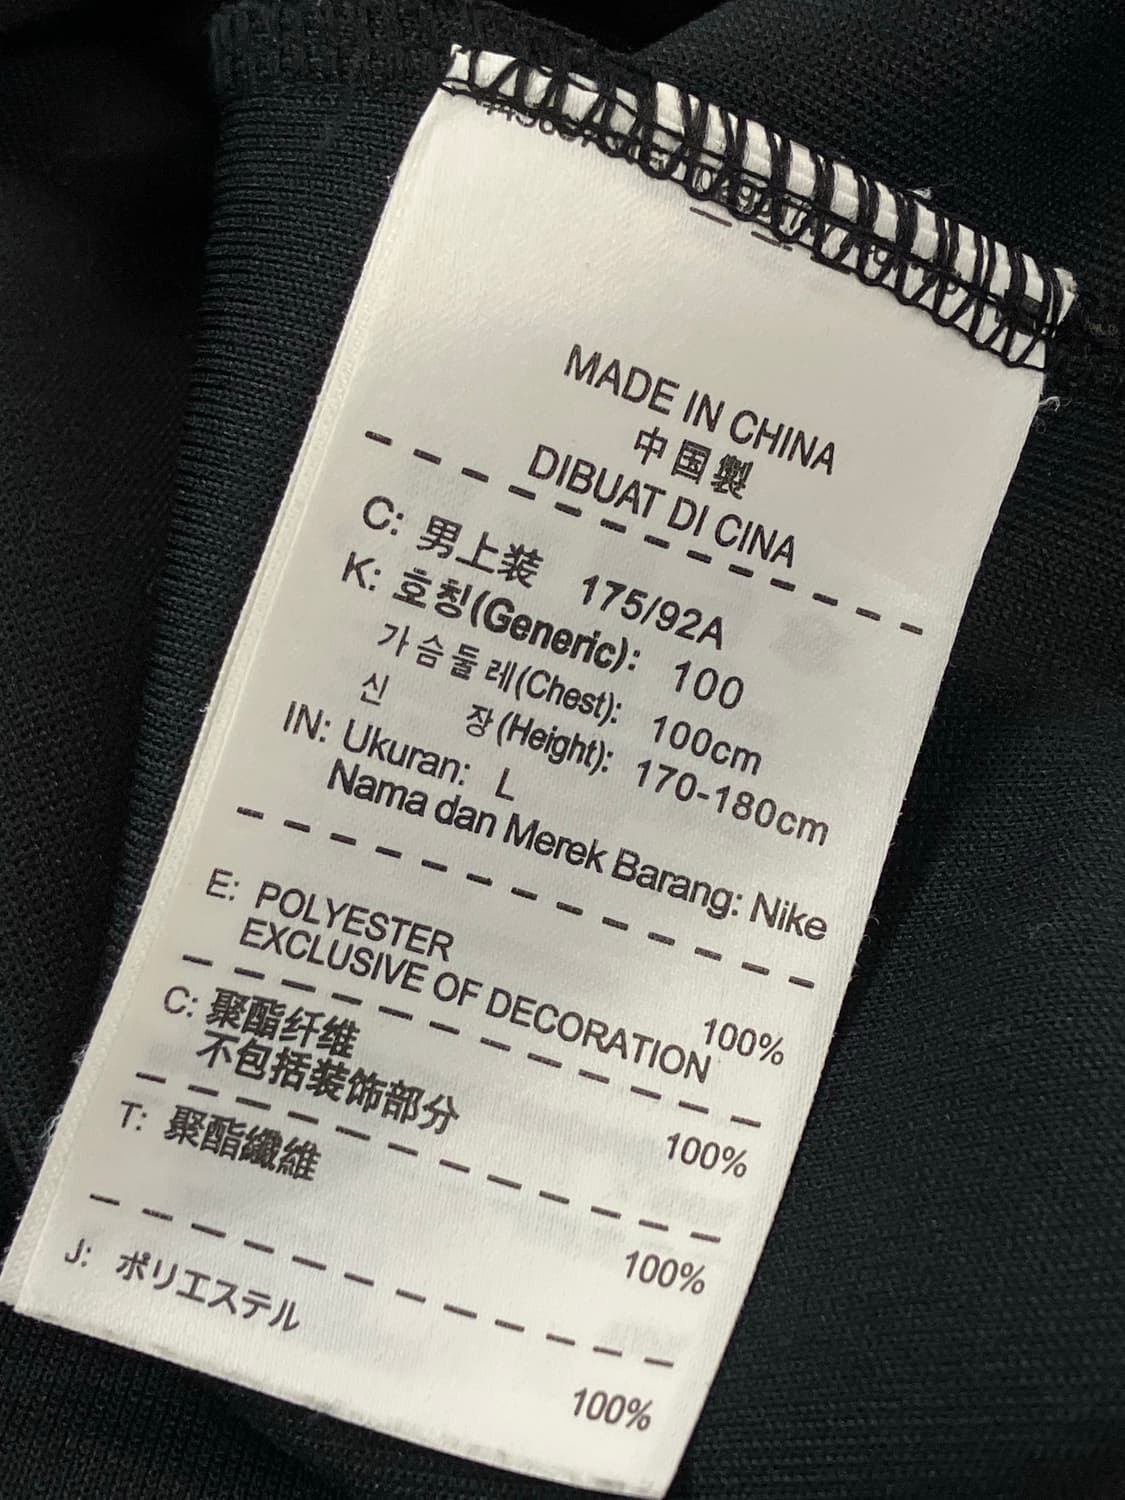 MADE IN CHINA
中国製
DIBUAT DI CINA
C: 男上装 175/92A
K: 호칭(Generic): 100
가슴둘레(Chest): 100cm
신 장(Height): 170-180cm
IN: Ukuran: L
Nama dan Merek Barang: Nike
E: POLYESTER 100%
EXCLUSIVE OF DECORATION
C: 聚酯纤维 100%
不包括装饰部分
T: 聚酯纖維 100%
J: ポリエステル 100%